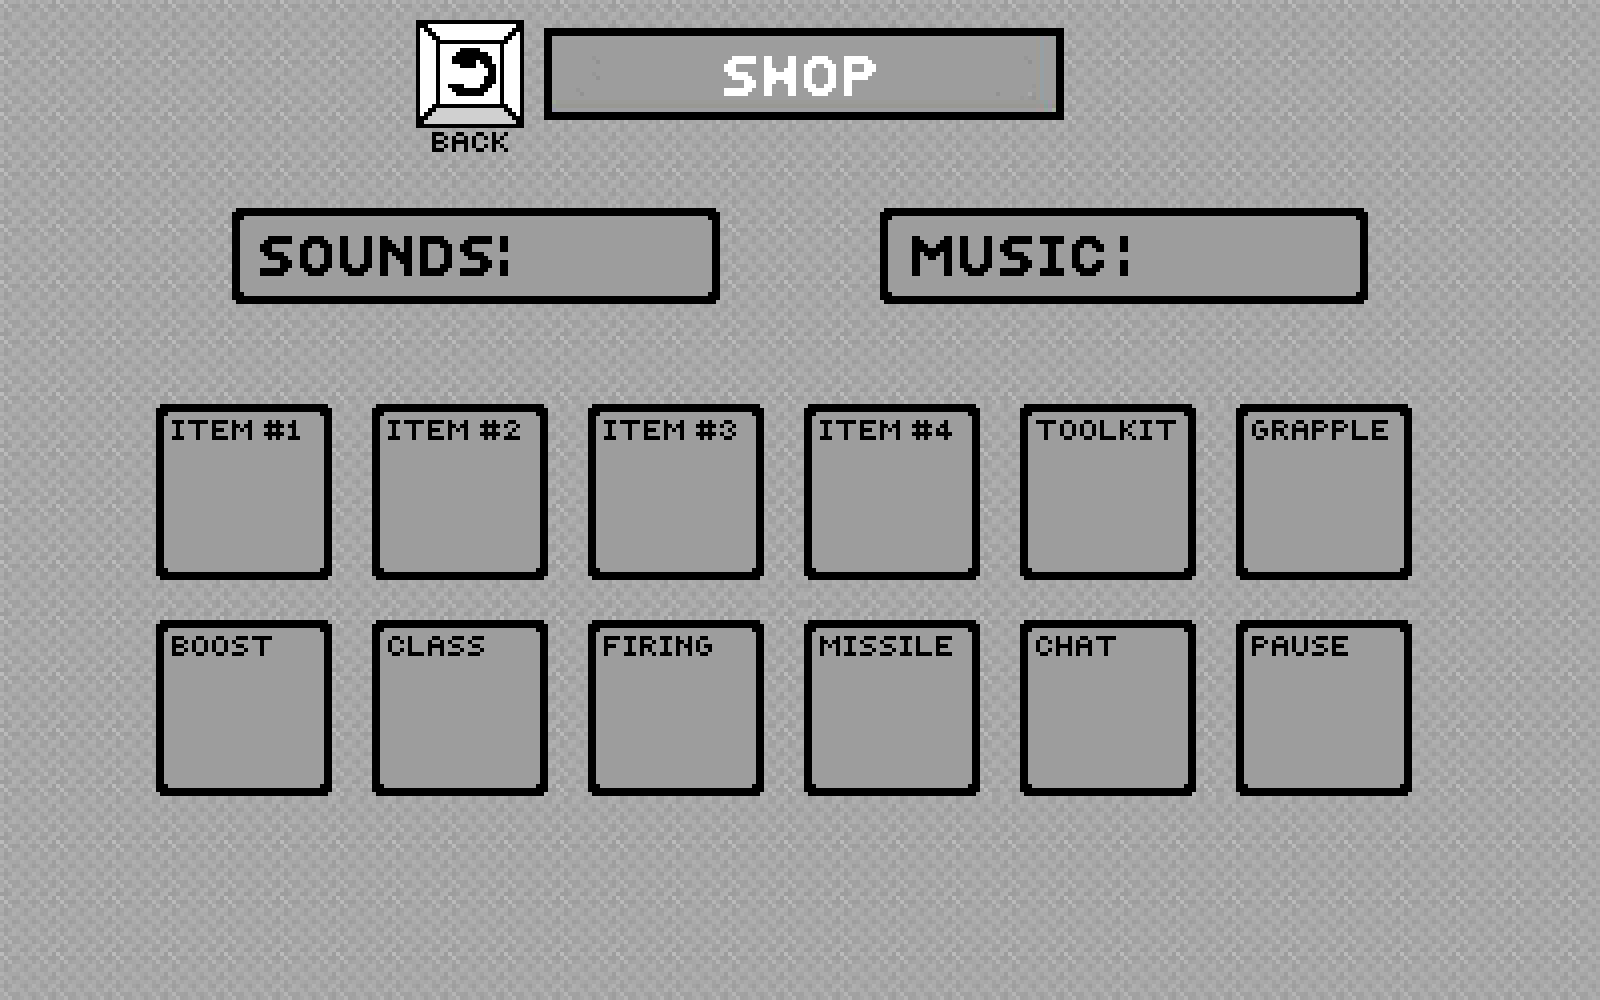 SHOP
BACK
SOUNDS:
MUSIC:
ITEM #1
ITEM #2
ITEM #3
ITEM #4
TOOLKIT
GRAPPLE
BOOST
CLASS
FIRING
MISSILE
CHAT
PAUSE